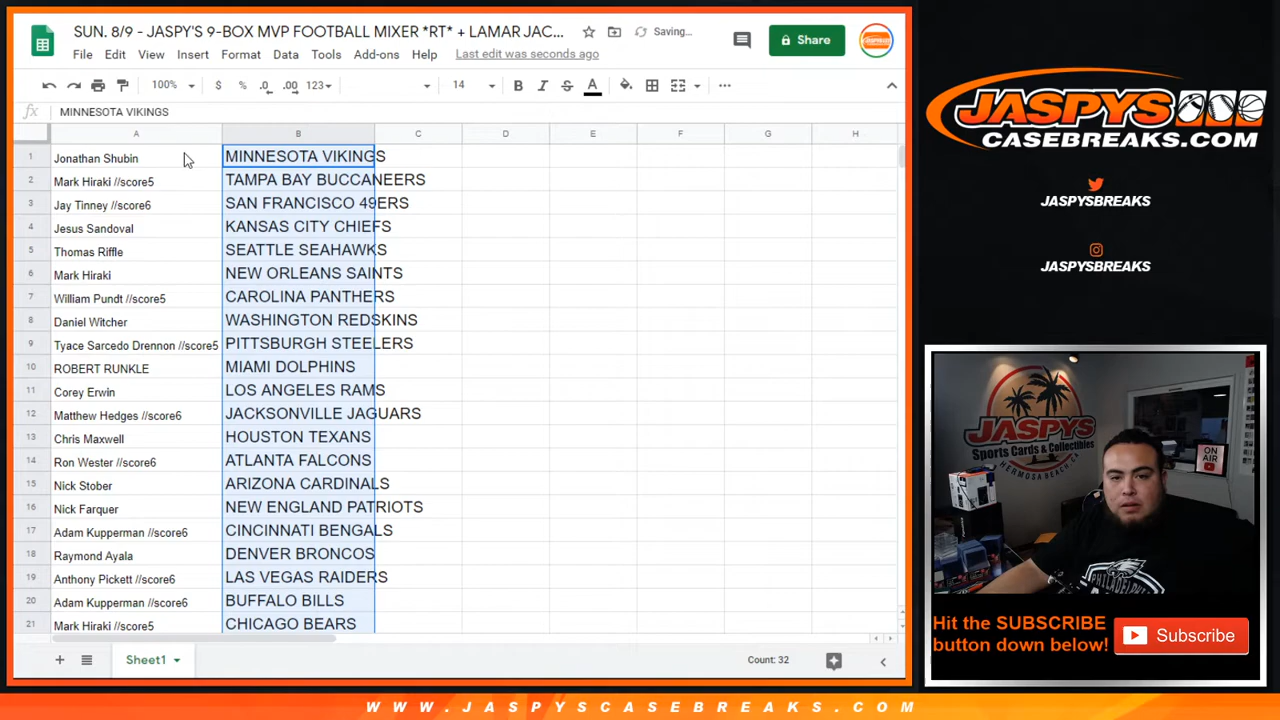 SUN. 8/9 - JASPY'S 9-BOX MVP FOOTBALL MIXER *RT* + LAMAR JAC...
Saving...
File Edit View Insert Format Data Tools Add-ons Help Last edit was seconds ago
Share
100% $ % .0 .00 123 14 B I S A ...
fx MINNESOTA VIKINGS
A B C D E F G H
1 Jonathan Shubin MINNESOTA VIKINGS
2 Mark Hiraki //score5 TAMPA BAY BUCCANEERS
3 Jay Tinney //score6 SAN FRANCISCO 49ERS
4 Jesus Sandoval KANSAS CITY CHIEFS
5 Thomas Riffle SEATTLE SEAHAWKS
6 Mark Hiraki NEW ORLEANS SAINTS
7 William Pundt //score5 CAROLINA PANTHERS
8 Daniel Witcher WASHINGTON REDSKINS
9 Tyace Sarcedo Drennon //score5 PITTSBURGH STEELERS
10 ROBERT RUNKLE MIAMI DOLPHINS
11 Corey Erwin LOS ANGELES RAMS
12 Matthew Hedges //score6 JACKSONVILLE JAGUARS
13 Chris Maxwell HOUSTON TEXANS
14 Ron Wester //score6 ATLANTA FALCONS
15 Nick Stober ARIZONA CARDINALS
16 Nick Farquer NEW ENGLAND PATRIOTS
17 Adam Kupperman //score6 CINCINNATI BENGALS
18 Raymond Ayala DENVER BRONCOS
19 Anthony Pickett //score6 LAS VEGAS RAIDERS
20 Adam Kupperman //score6 BUFFALO BILLS
21 Mark Hiraki //score5 CHICAGO BEARS
Sheet1
Count: 32
JASPYS
CASEBREAKS.COM
JASPYSBREAKS
JASPYSBREAKS
JASPYS
Sports Cards & Collectibles
HERMOSA BEACH, CA
ON
AIR
PHILADELPHIA
Hit the SUBSCRIBE
button down below!
Subscribe
WWW.JASPYSCASEBREAKS.COM